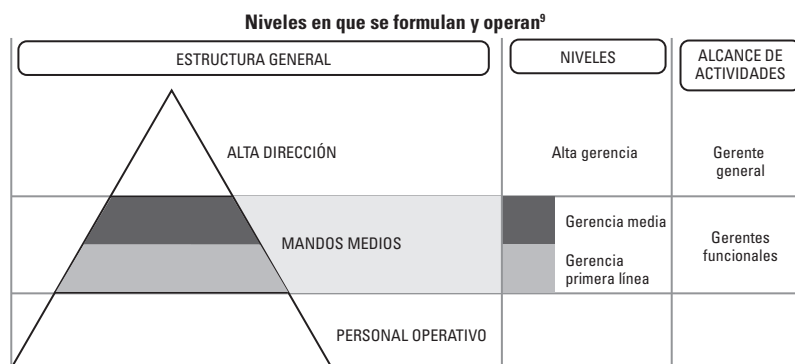 Niveles en que se formulan y operan⁹
ESTRUCTURA GENERAL
NIVELES
ALCANCE DE
ACTIVIDADES
ALTA DIRECCIÓN
Alta gerencia
Gerente
general
MANDOS MEDIOS
Gerencia media
Gerencia
primera línea
Gerentes
funcionales
PERSONAL OPERATIVO